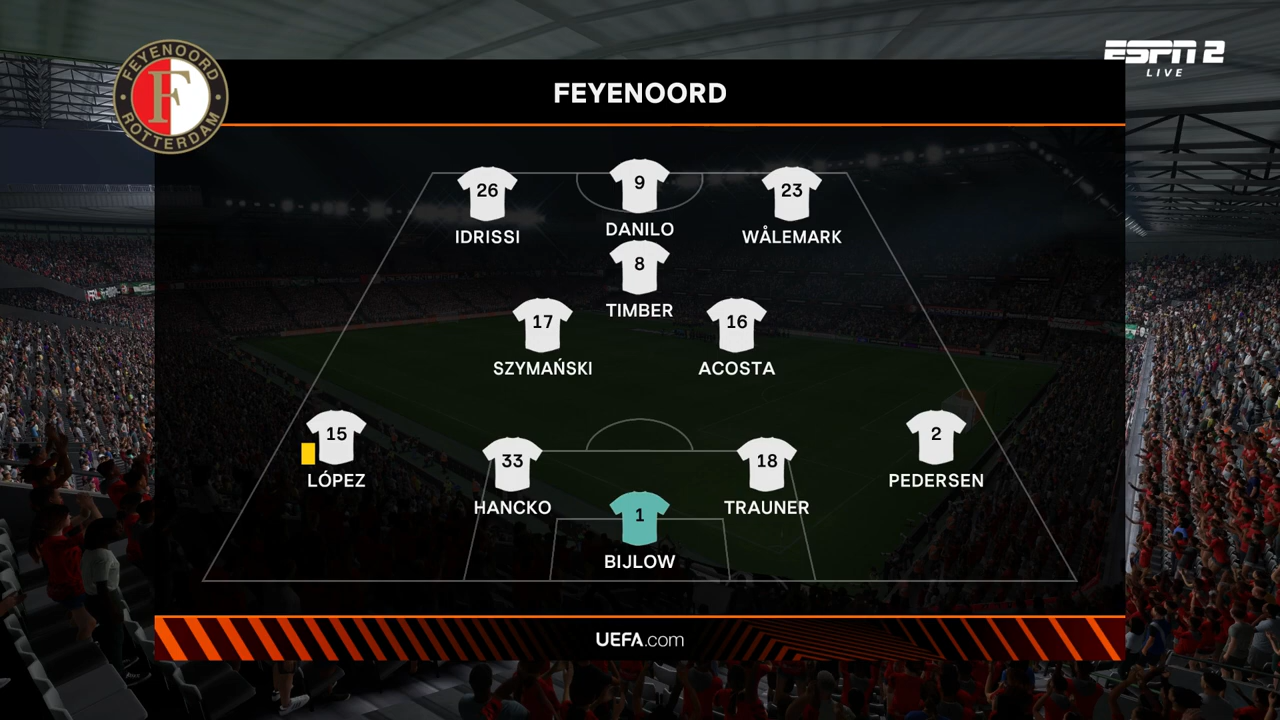 FEYENOORD
ROTTERDAM
F
ESPN 2
LIVE
FEYENOORD
26
IDRISSI
9
DANILO
23
WÅLEMARK
8
TIMBER
17
SZYMAŃSKI
16
ACOSTA
15
LÓPEZ
33
HANCKO
18
TRAUNER
2
PEDERSEN
1
BIJLOW
UEFA.com